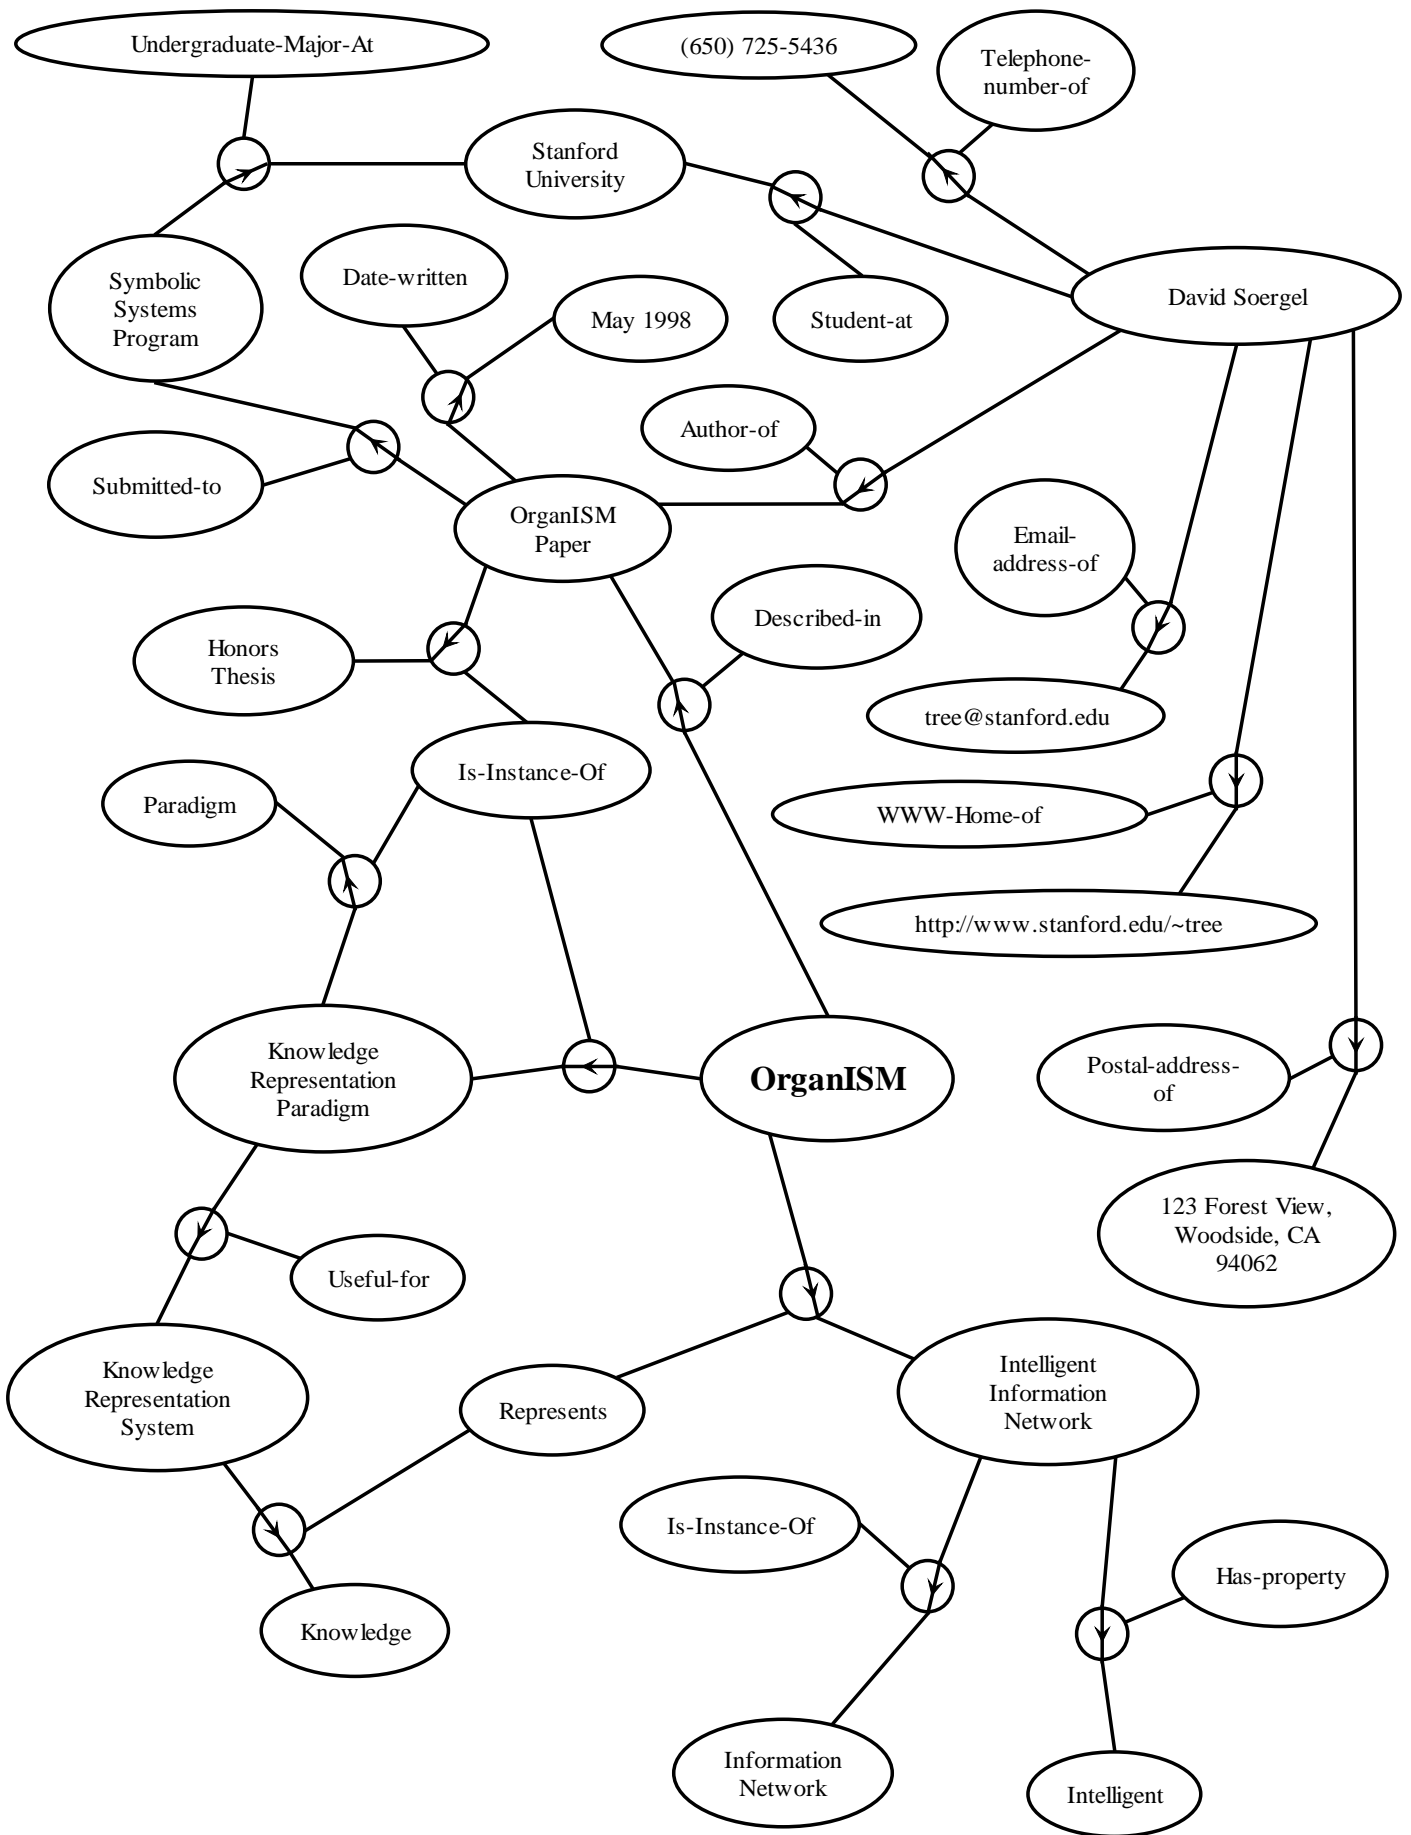 Undergraduate-Major-At
(650) 725-5436
Telephone-
number-of
Stanford
University
Symbolic
Systems
Program
Date-written
May 1998
Student-at
David Soergel
Author-of
Submitted-to
OrganISM
Paper
Email-
address-of
Described-in
Honors
Thesis
tree@stanford.edu
Is-Instance-Of
Paradigm
WWW-Home-of
http://www.stanford.edu/~tree
Knowledge
Representation
Paradigm
OrganISM
Postal-address-
of
123 Forest View,
Woodside, CA
94062
Useful-for
Knowledge
Representation
System
Represents
Intelligent
Information
Network
Is-Instance-Of
Has-property
Knowledge
Information
Network
Intelligent